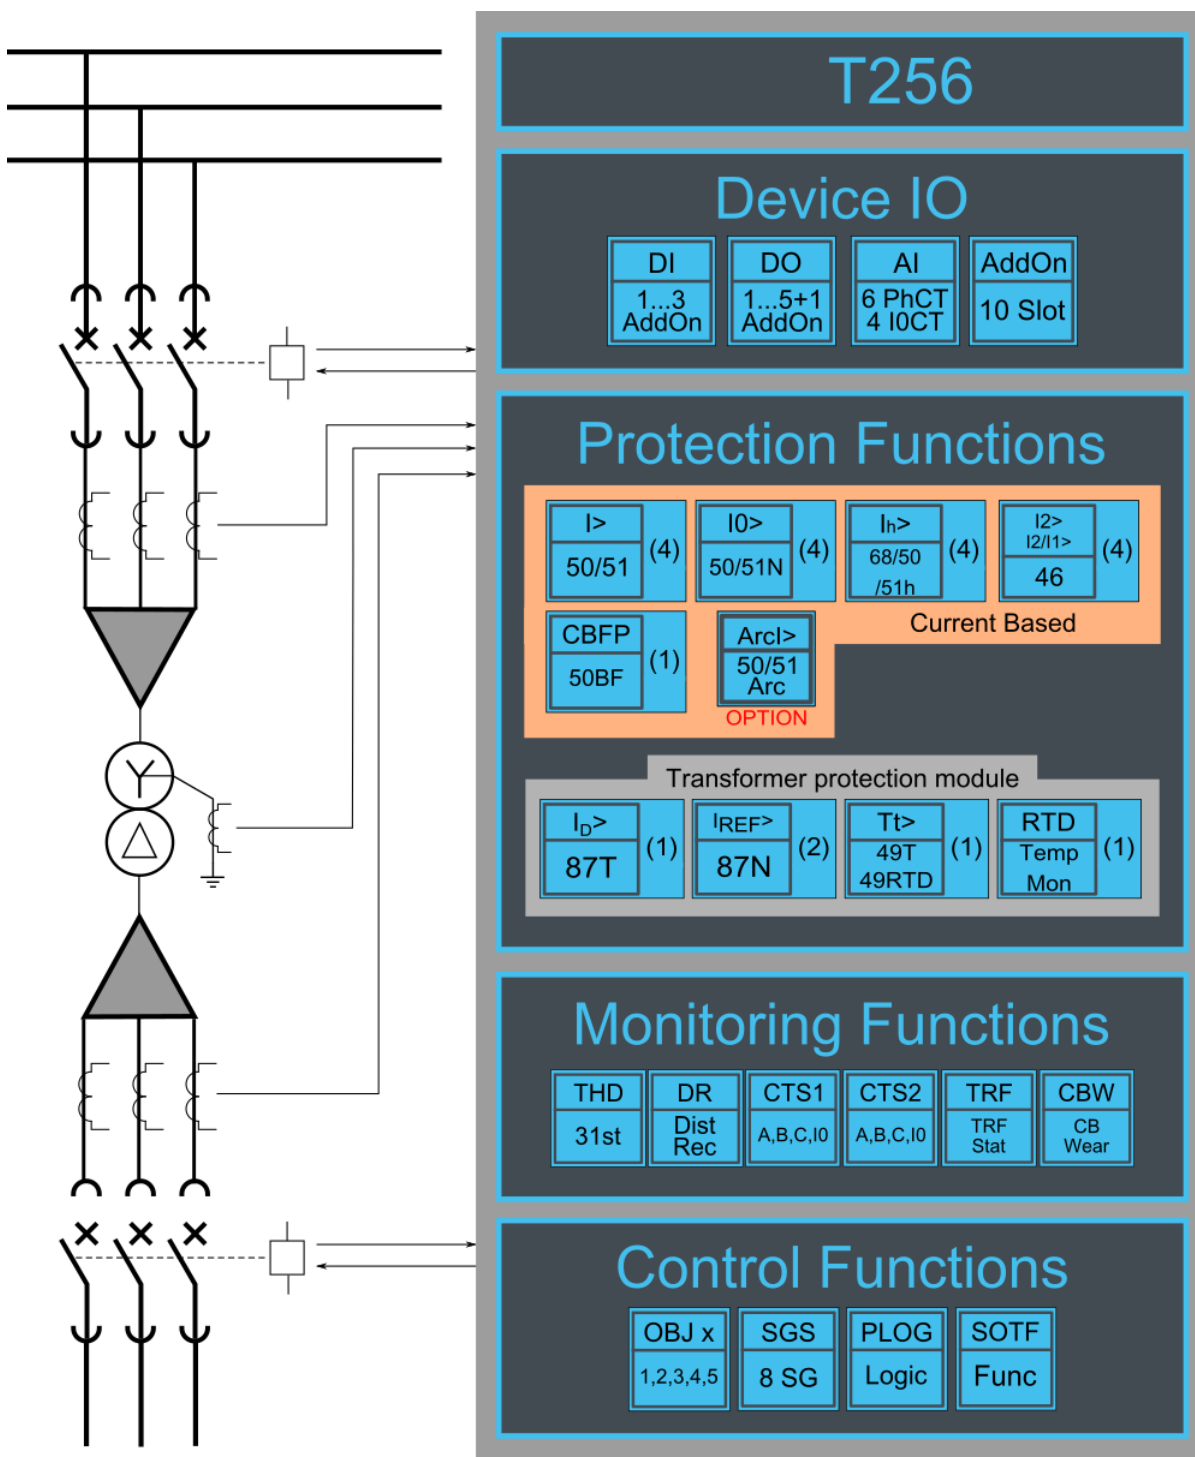 T256
Device IO
DI
1...3
AddOn
DO
1...5+1
AddOn
AI
6 PhCT
4 I0CT
AddOn
10 Slot
Protection Functions
I>
50/51
(4)
I0>
50/51N
(4)
Ih>
68/50
/51h
(4)
I2>
I2/I1>
46
(4)
CBFP
50BF
(1)
ArcI>
50/51
Arc
OPTION
Current Based
Transformer protection module
ID>
87T
(1)
IREF>
87N
(2)
Tt>
49T
49RTD
(1)
RTD
Temp
Mon
(1)
Monitoring Functions
THD
31st
DR
Dist
Rec
CTS1
A,B,C,I0
CTS2
A,B,C,I0
TRF
TRF
Stat
CBW
CB
Wear
Control Functions
OBJ x
1,2,3,4,5
SGS
8 SG
PLOG
Logic
SOTF
Func